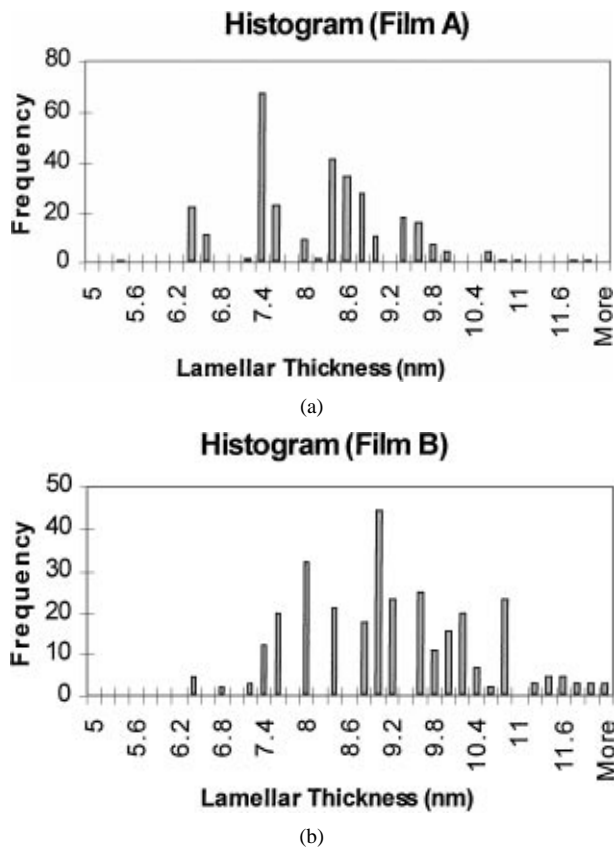 Histogram (Film A)
Frequency
80
60
40
20
0
5 5.6 6.2 6.8 7.4 8 8.6 9.2 9.8 10.4 11 11.6 More
Lamellar Thickness (nm)
(a)
Histogram (Film B)
Frequency
50
40
30
20
10
0
5 5.6 6.2 6.8 7.4 8 8.6 9.2 9.8 10.4 11 11.6 More
Lamellar Thickness (nm)
(b)